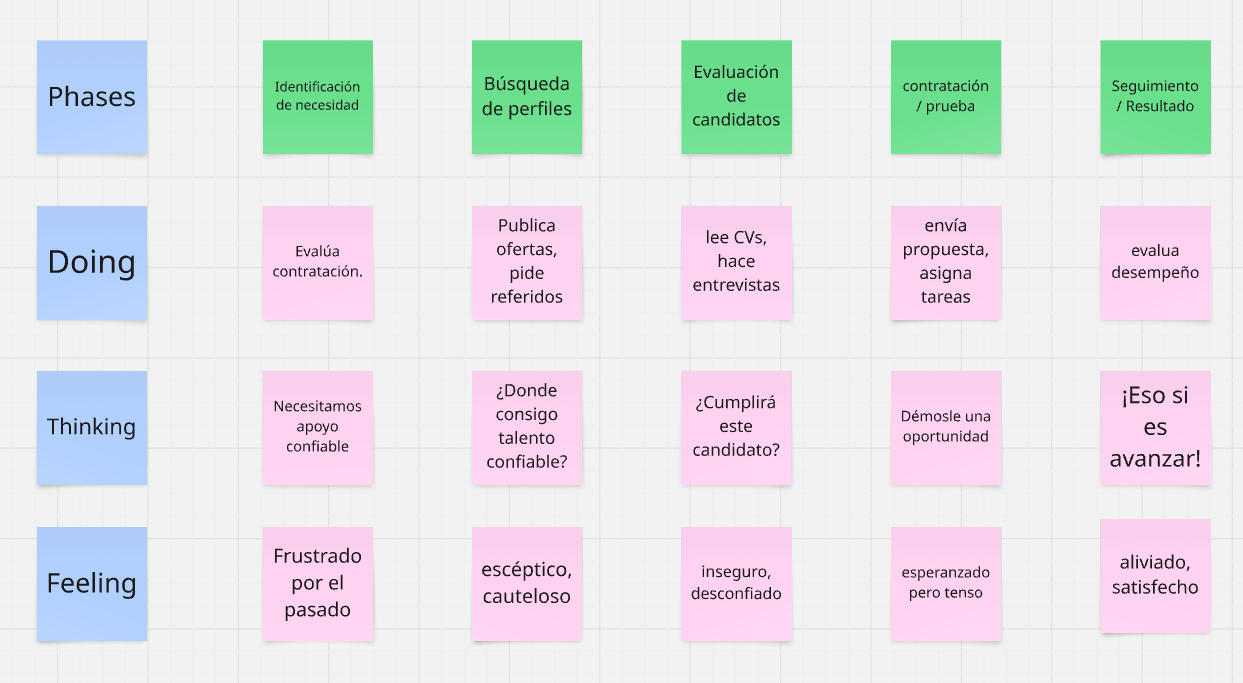 Phases
Identificación
de necesidad
Búsqueda
de perfiles
Evaluación
de
candidatos
contratación
/ prueba
Seguimiento
/ Resultado
Doing
Evalúa
contratación.
Publica
ofertas,
pide
referidos
lee CVs,
hace
entrevistas
envía
propuesta,
asigna
tareas
evalua
desempeño
Thinking
Necesitamos
apoyo
confiable
¿Donde
consigo
talento
confiable?
¿Cumplirá
este
candidato?
Démosle una
oportunidad
¡Eso si
es
avanzar!
Feeling
Frustrado
por el
pasado
escéptico,
cauteloso
inseguro,
desconfiado
esperanzado
pero tenso
aliviado,
satisfecho